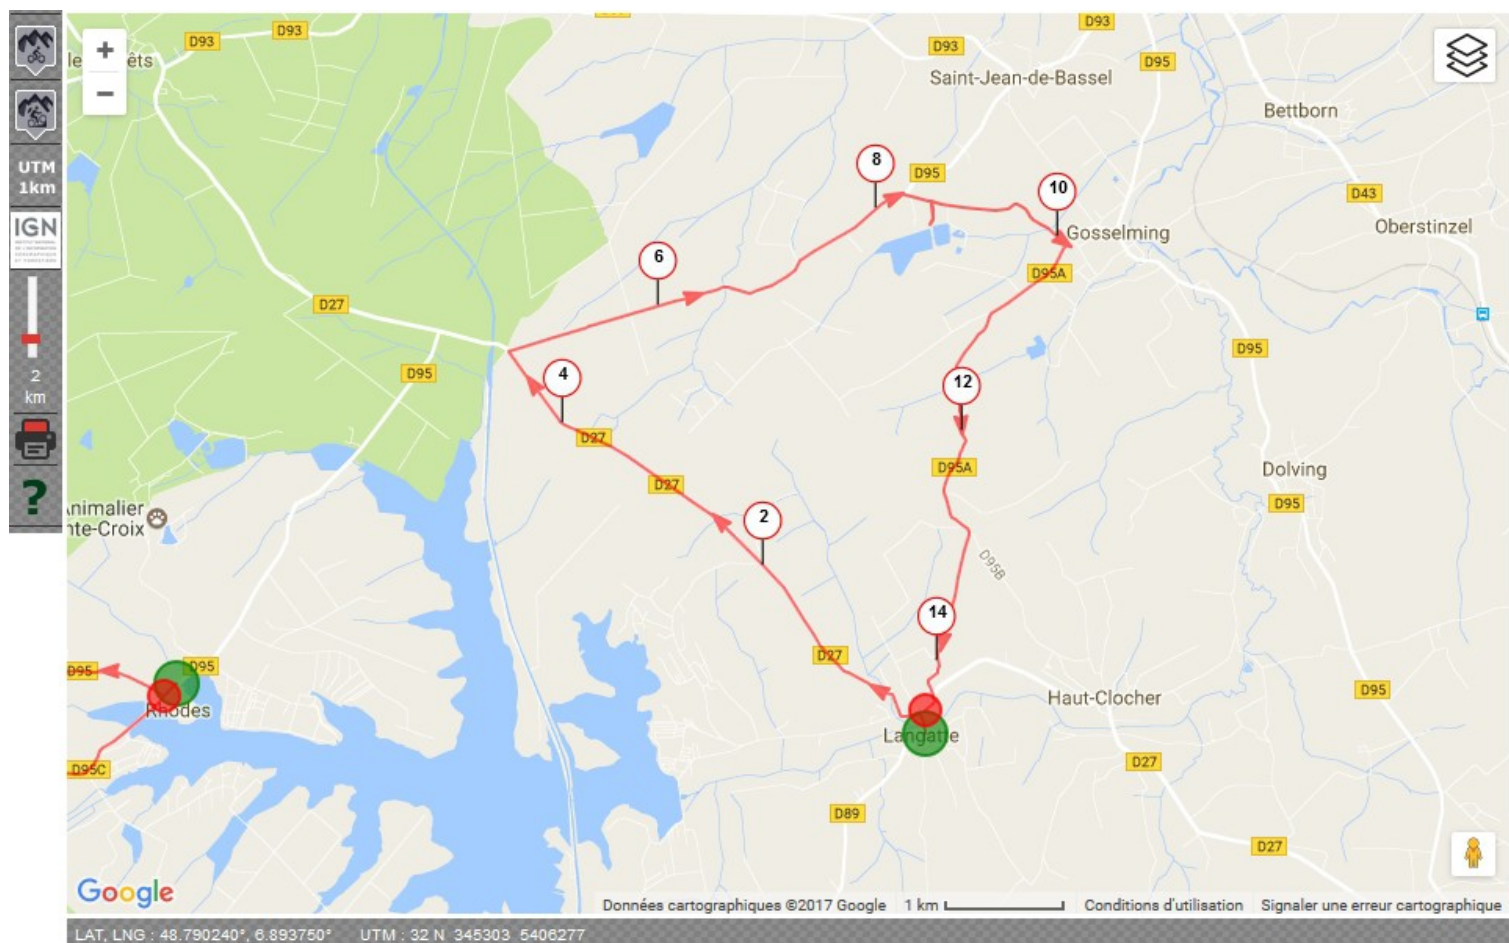 D93
D93
D93
D93
D95
Saint-Jean-de-Bassel
Bettborn
UTM
1km
IGN
8
D95
10
D43
Oberstinzel
Gosselming
6
D95A
D27
D95
4
D95
12
2
km
D27
D95A
Dolving
D27
D95
?
Animalier
nte-Croix
2
D95B
14
D27
D95
D95
Rhodes
D95
Haut-Clocher
Langatte
D95C
D27
D89
D27
Google
Données cartographiques ©2017 Google
1 km
Conditions d'utilisation
Signaler une erreur cartographique
LAT, LNG : 48.790240°, 6.893750°
UTM : 32 N 345303 5406277